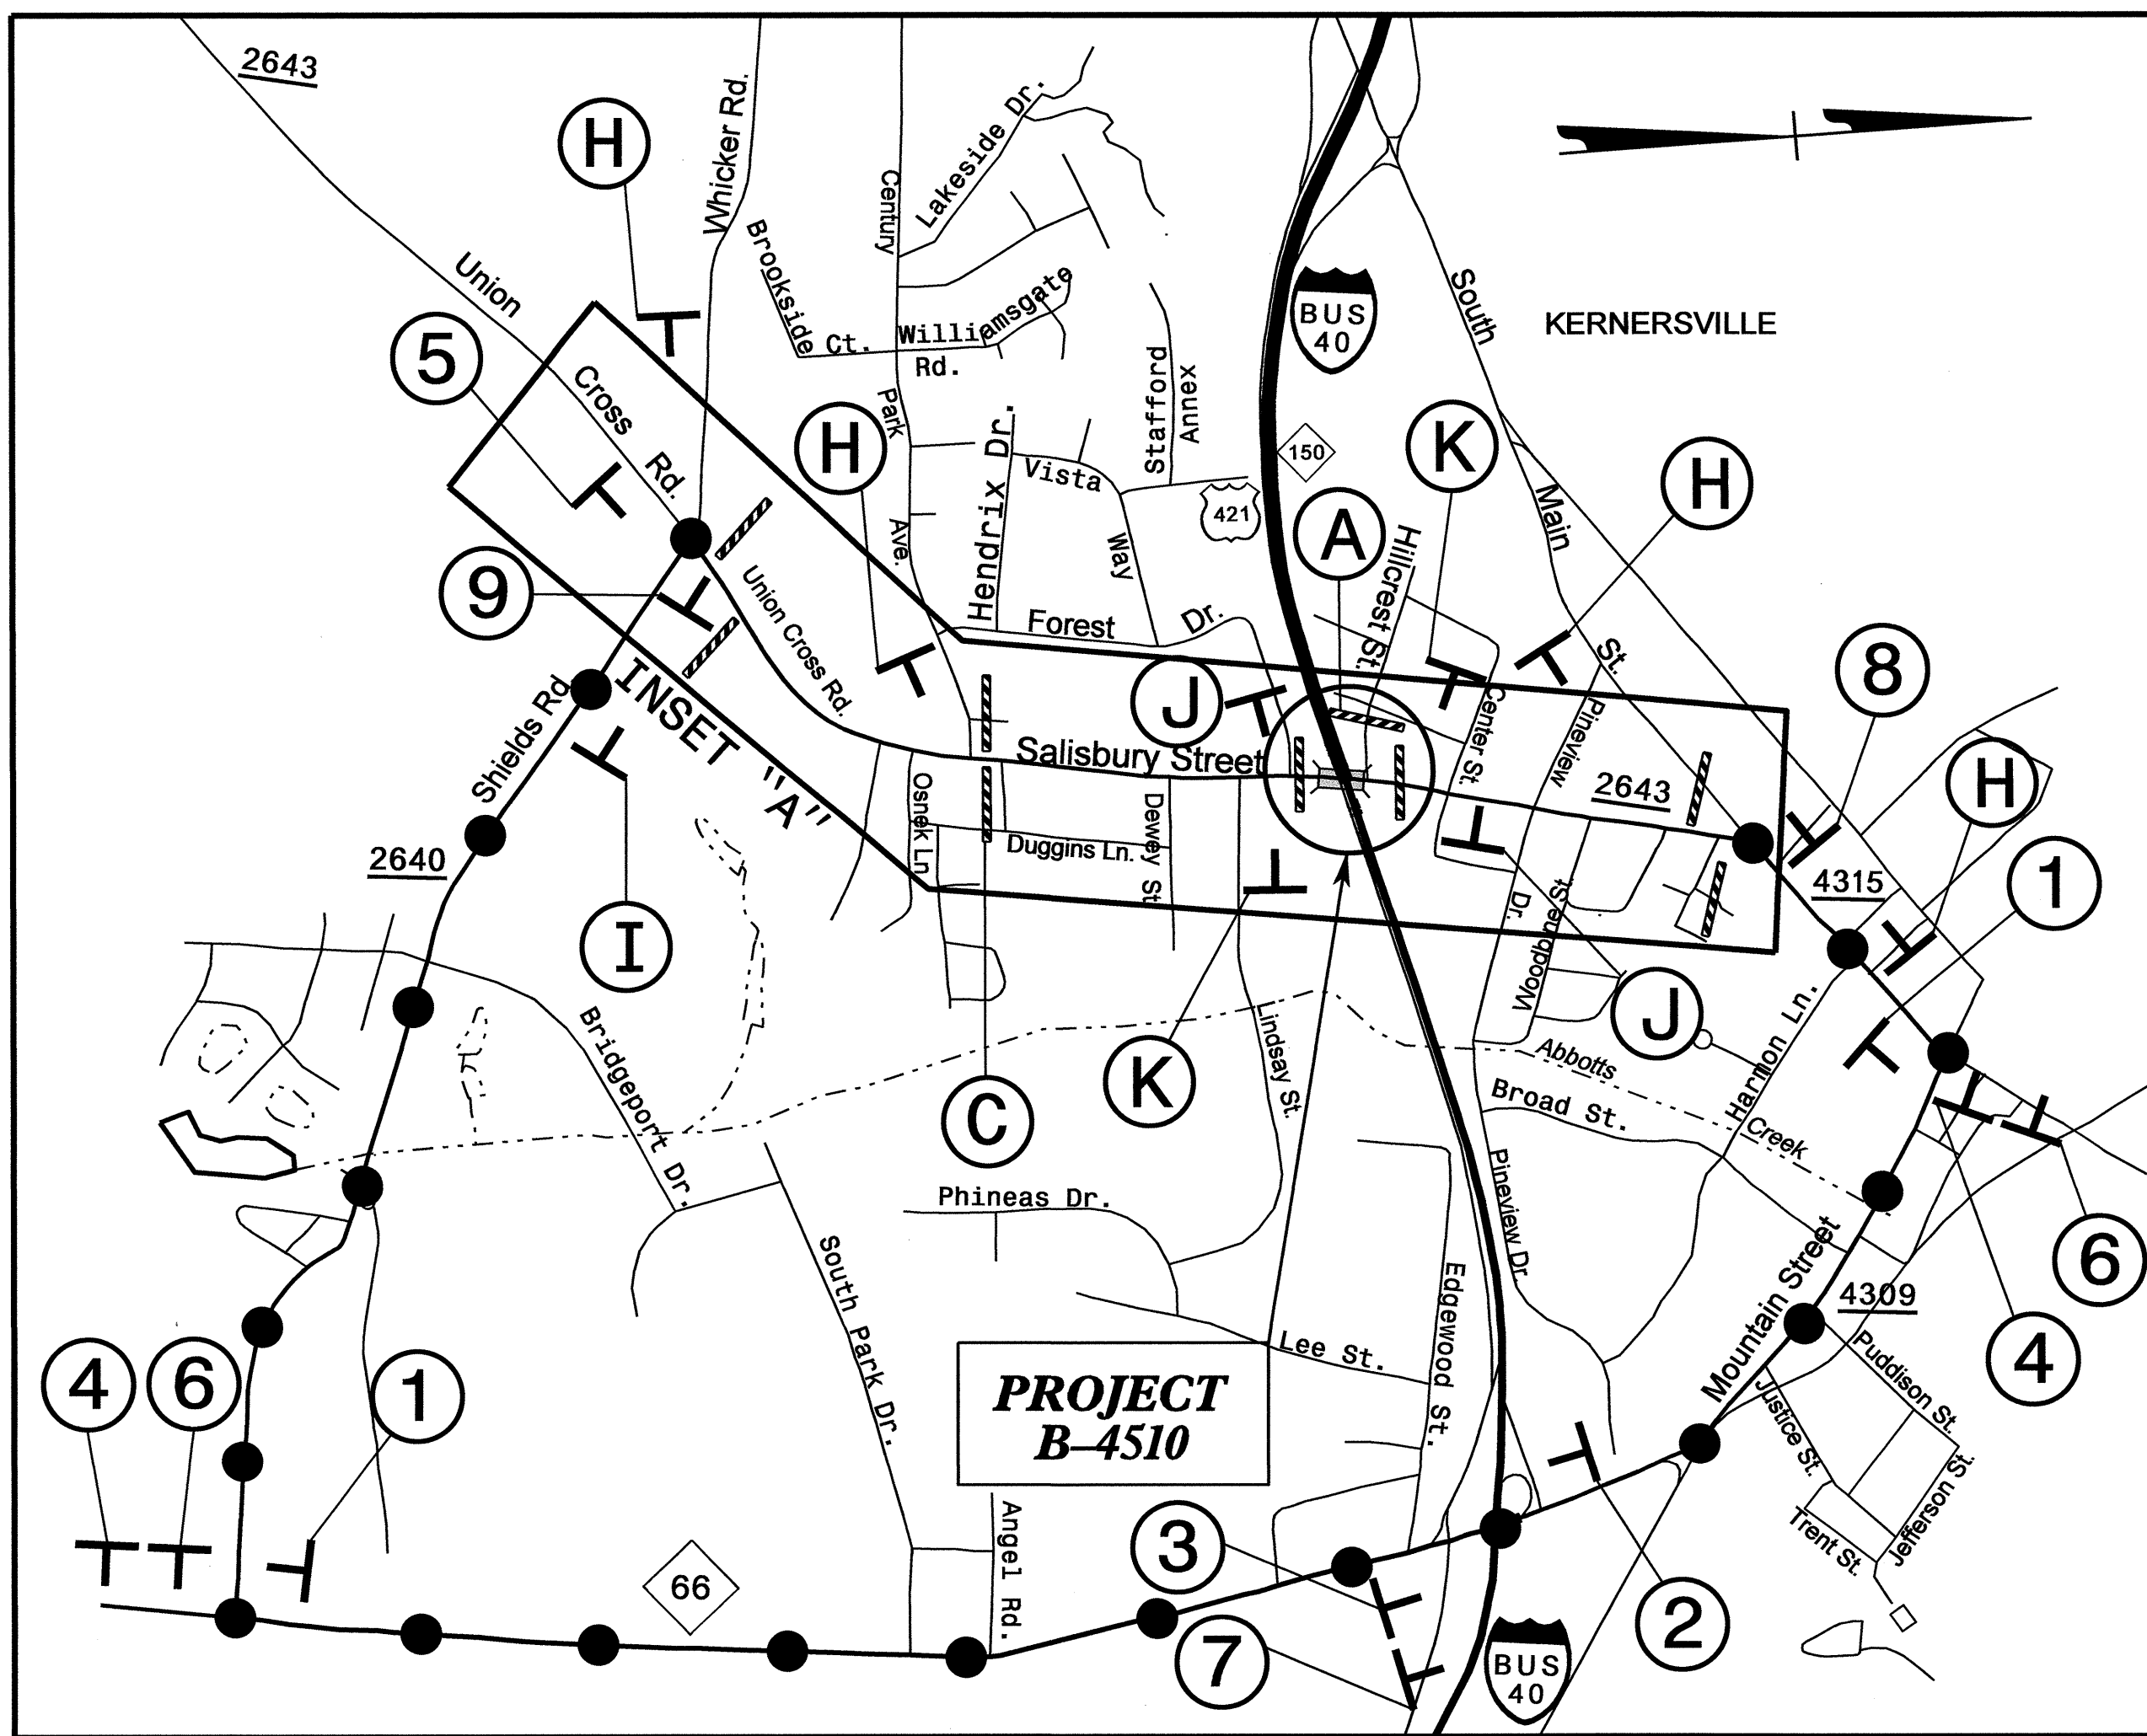 2643
H
Whicker Rd.
Century
Lakeside Dr.
Brookside
Ct.
Williamsgate
Rd.
Union
5
Cross
Rd.
H
Park
Ave.
Hendrix Dr.
Vista
Way
Stafford
Annex
421
BUS
40
150
South
KERNERSVILLE
K
H
A
Hillcrest
St.
Main
St.
9
Union Cross Rd.
Forest
Dr.
J
8
H
1
Shields Rd
INSET "A"
Salisbury Street
Center St.
Pineview
Dr.
2643
4315
2640
Osnek Ln
Duggins Ln.
Dewey St
Woodbine St.
I
C
K
Lindsay St.
J
Abbotts
Creek
Harmon Ln.
Broad St.
Bridgeport Dr.
Phineas Dr.
Pineview Dr.
South Park Dr.
Mountain Street
4309
6
4
Edgewood St.
Lee St.
Puddison St.
Justice St.
Jefferson St.
Trent St.
PROJECT
B-4510
4
6
1
66
Angel Rd.
3
7
2
BUS
40